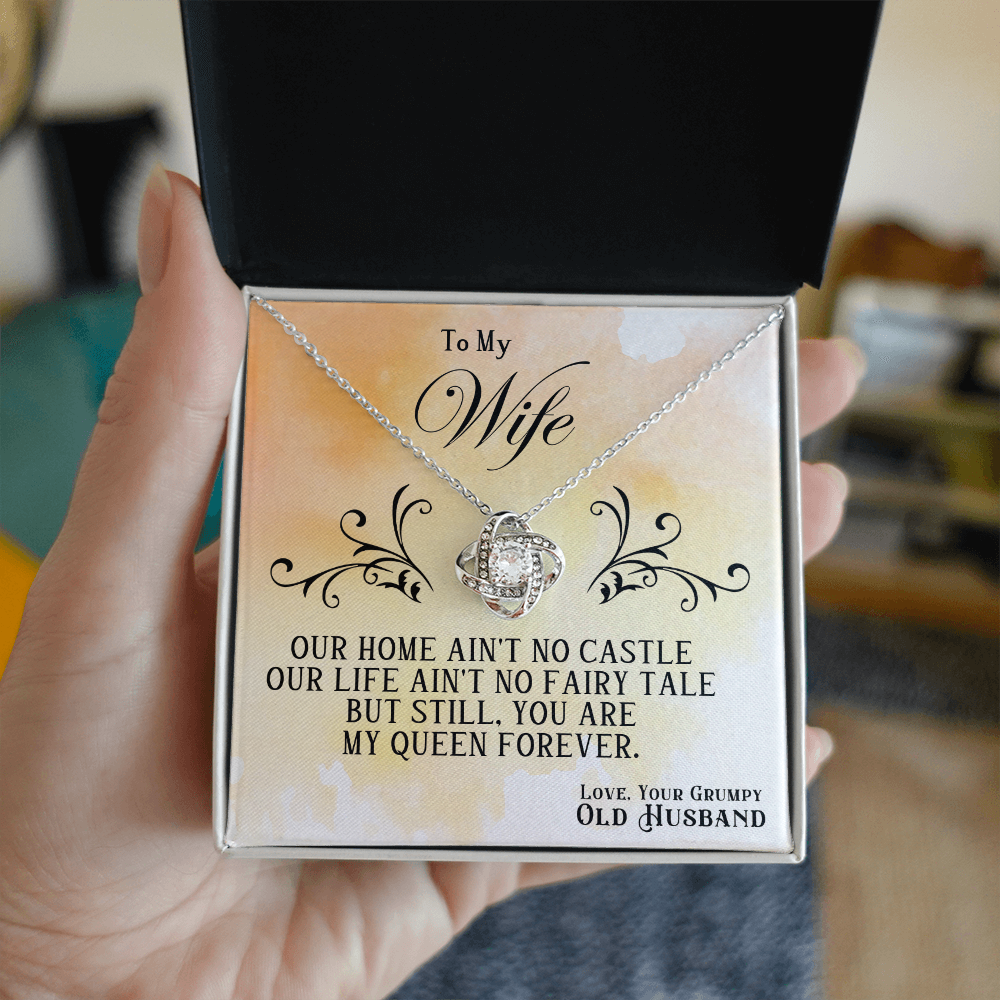 To My
Wife
OUR HOME AIN'T NO CASTLE
OUR LIFE AIN'T NO FAIRY TALE
BUT STILL, YOU ARE
MY QUEEN FOREVER.
LOVE, YOUR GRUMPY
OLD HUSBAND